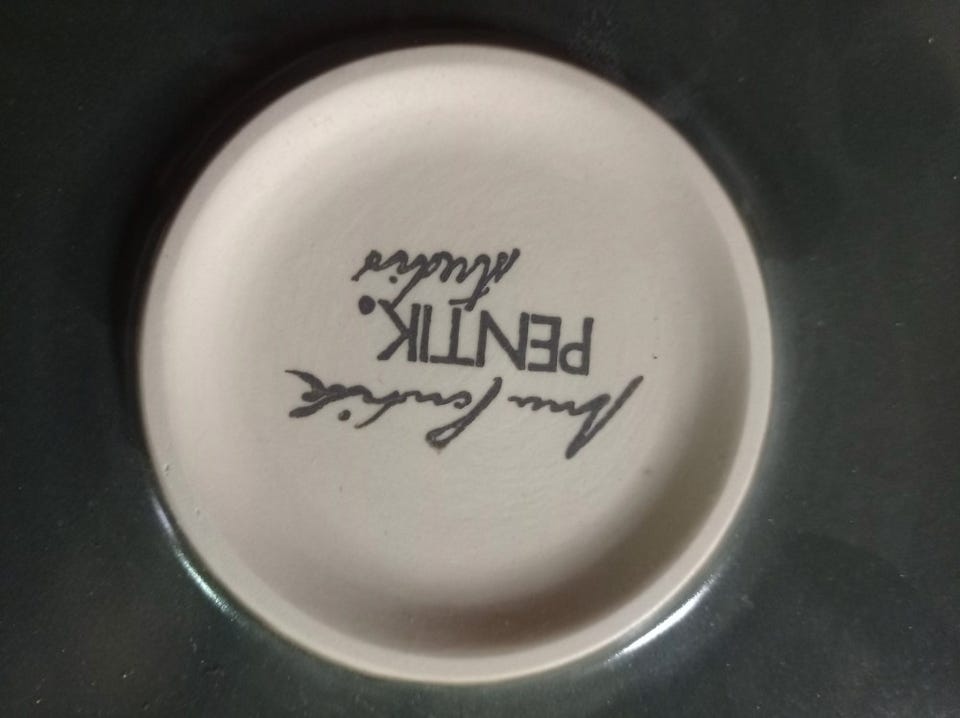 Anu Pentik
PENTIK.
studio